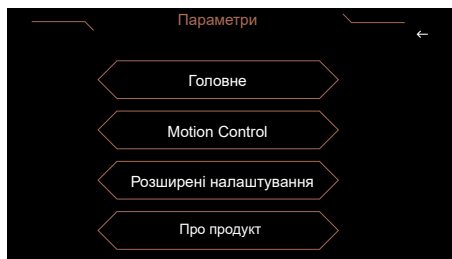 Параметри
←
Головне
Motion Control
Розширені налаштування
Про продукт